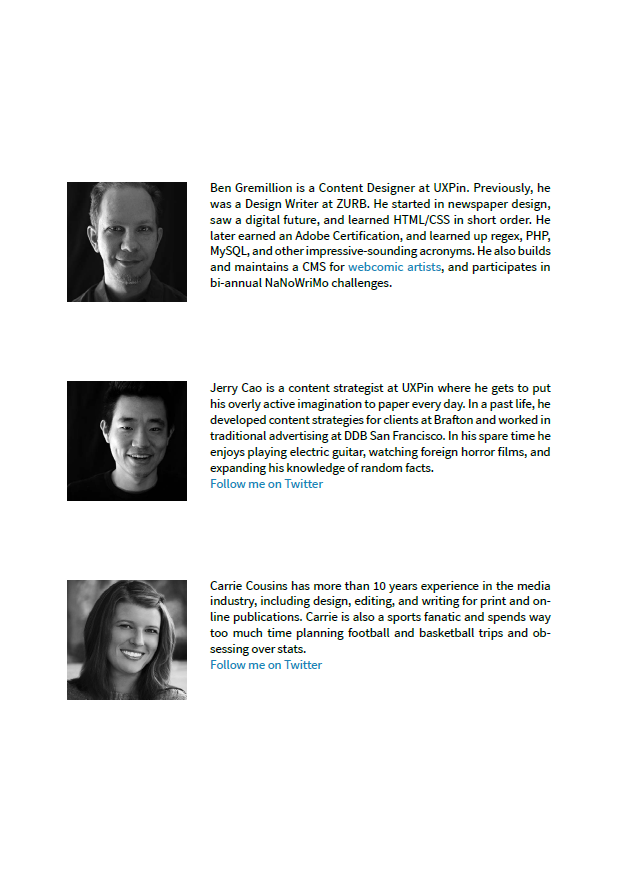 Ben Gremillion is a Content Designer at UXPin. Previously, he
was a Design Writer at ZURB. He started in newspaper design,
saw a digital future, and learned HTML/CSS in short order. He
later earned an Adobe Certification, and learned up regex, PHP,
MySQL, and other impressive-sounding acronyms. He also builds
and maintains a CMS for webcomic artists, and participates in
bi-annual NaNoWriMo challenges.
Jerry Cao is a content strategist at UXPin where he gets to put
his overly active imagination to paper every day. In a past life, he
developed content strategies for clients at Brafton and worked in
traditional advertising at DDB San Francisco. In his spare time he
enjoys playing electric guitar, watching foreign horror films, and
expanding his knowledge of random facts.
Follow me on Twitter
Carrie Cousins has more than 10 years experience in the media
industry, including design, editing, and writing for print and on-
line publications. Carrie is also a sports fanatic and spends way
too much time planning football and basketball trips and ob-
sessing over stats.
Follow me on Twitter